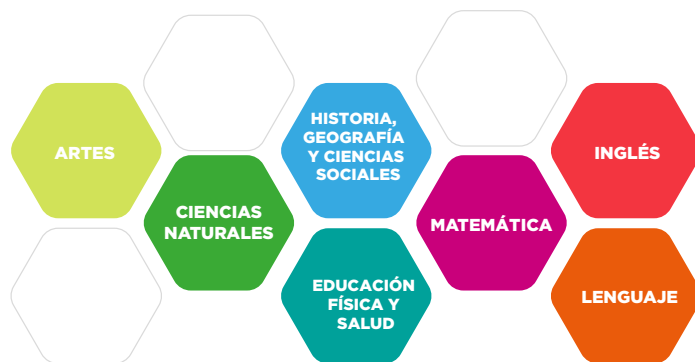 ARTES
CIENCIAS
NATURALES
HISTORIA,
GEOGRAFÍA
Y CIENCIAS
SOCIALES
EDUCACIÓN
FÍSICA Y
SALUD
MATEMÁTICA
INGLÉS
LENGUAJE